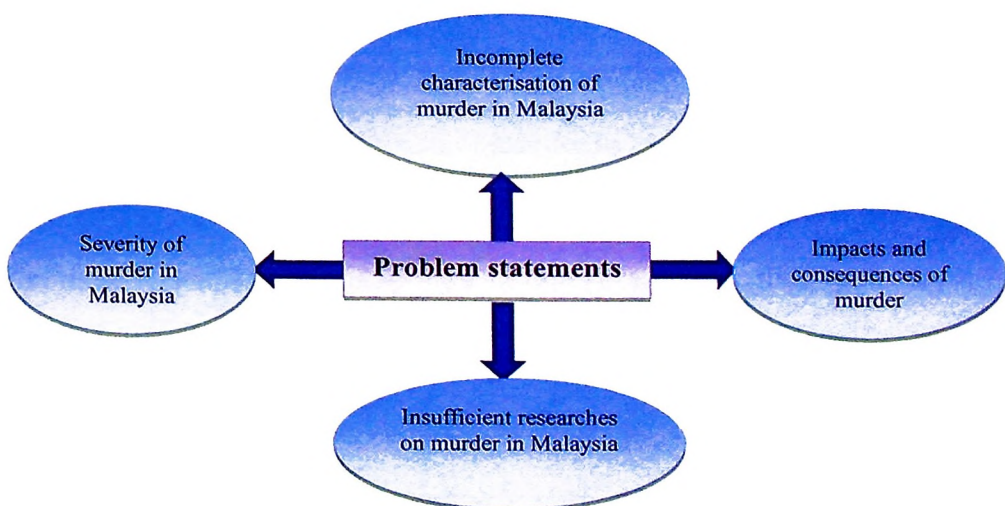 Incomplete
characterisation of
murder in Malaysia
Severity of
murder in
Malaysia
Problem statements
Impacts and
consequences of
murder
Insufficient researches
on murder in Malaysia